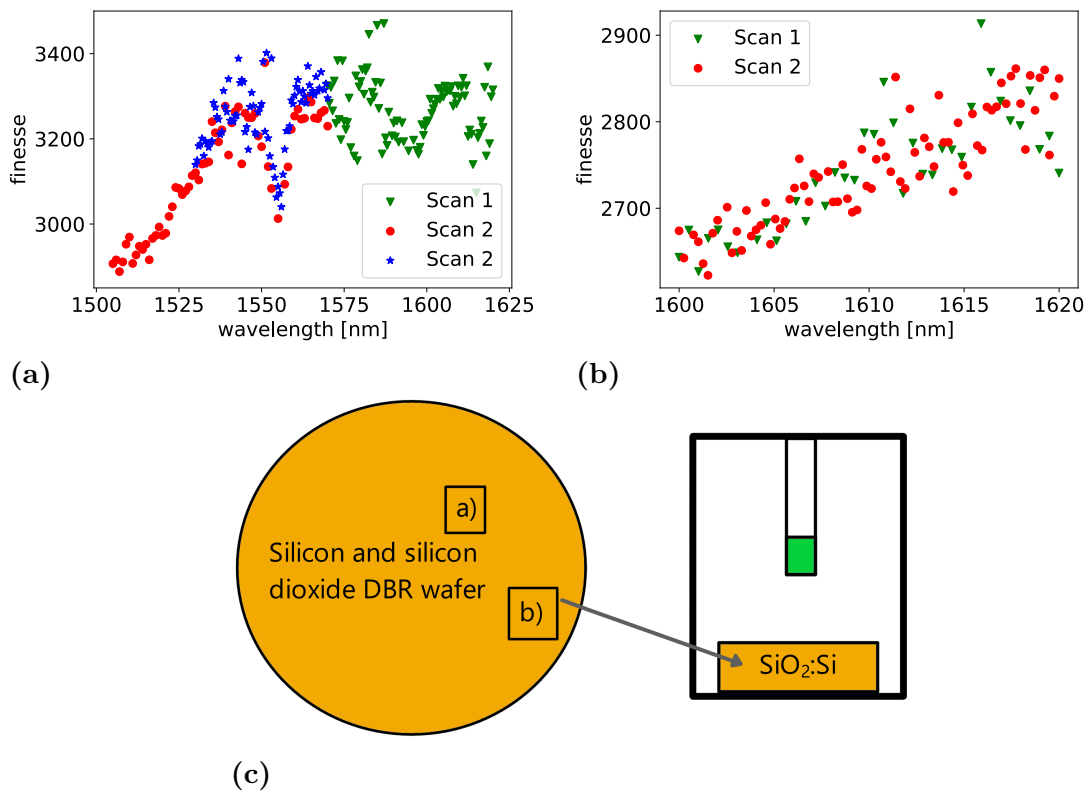 3400
3200
3000
finesse
Scan 1
Scan 2
Scan 2
1500 1525 1550 1575 1600 1625
wavelength [nm]
(a)
2900
2800
2700
finesse
Scan 1
Scan 2
1600 1605 1610 1615 1620
wavelength [nm]
(b)
a)
Silicon and silicon
dioxide DBR wafer
b)
SiO₂:Si
(c)